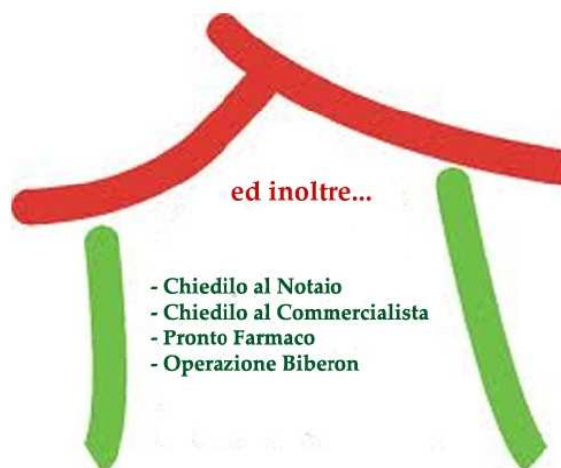 ed inoltre...
- Chiedilo al Notaio
- Chiedilo al Commercialista
- Pronto Farmaco
- Operazione Biberon